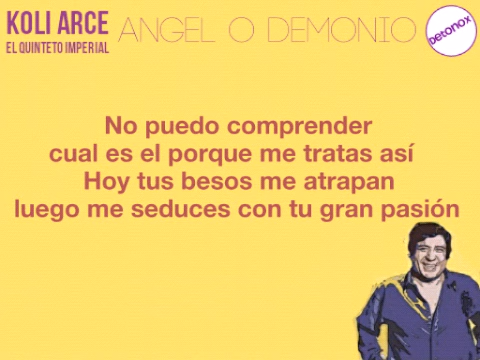 KOLI ARCE
EL QUINTETO IMPERIAL
ANGEL O DEMONIO
Detonox
No puedo comprender
cual es el porque me tratas así
Hoy tus besos me atrapan
luego me seduces con tu gran pasión